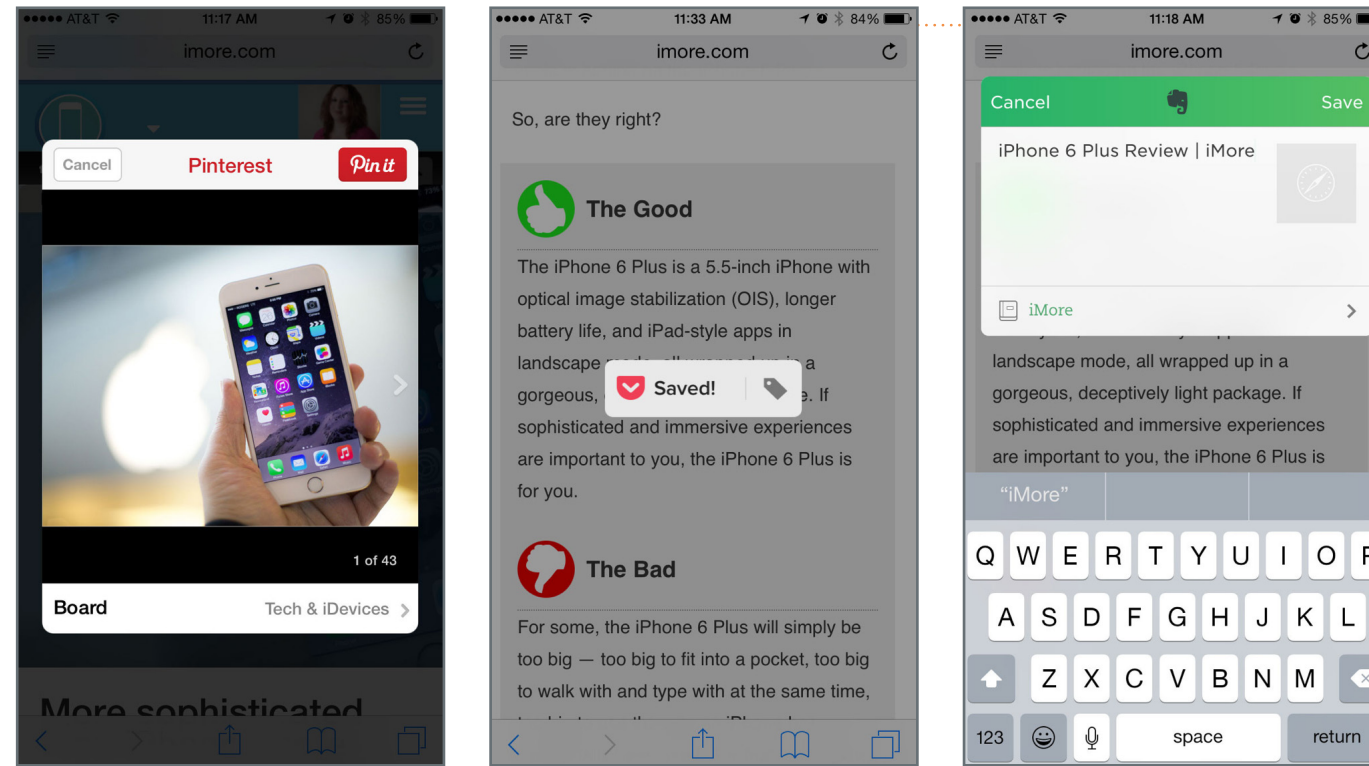 AT&T 11:17 AM 85%
imore.com
Cancel Pinterest Pin it
1 of 43
Board Tech & iDevices
More sophisticated
AT&T 11:33 AM 84%
imore.com
So, are they right?
The Good
The iPhone 6 Plus is a 5.5-inch iPhone with
optical image stabilization (OIS), longer
battery life, and iPad-style apps in
landscape a
gorgeous, If
Saved!
sophisticated and immersive experiences
are important to you, the iPhone 6 Plus is
for you.
The Bad
For some, the iPhone 6 Plus will simply be
too big — too big to fit into a pocket, too big
to walk with and type with at the same time,
AT&T 11:18 AM 85%
imore.com
Cancel Save
iPhone 6 Plus Review | iMore
iMore
landscape mode, all wrapped up in a
gorgeous, deceptively light package. If
sophisticated and immersive experiences
are important to you, the iPhone 6 Plus is
“iMore”
Q W E R T Y U I O P
A S D F G H J K L
Z X C V B N M
123 space return